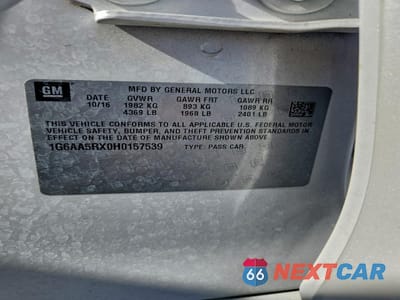 GM
MFD BY GENERAL MOTORS LLC
DATE GVWR GAWR FRT GAWR RR
10/16 1982 KG 893 KG 1089 KG
4369 LB 1968 LB 2401 LB
THIS VEHICLE CONFORMS TO ALL APPLICABLE U.S. FEDERAL MOTOR
VEHICLE SAFETY, BUMPER, AND THEFT PREVENTION STANDARDS IN
EFFECT ON THE DATE OF MANUFACTURE SHOWN ABOVE.
1G6AA5RX0H0157539 TYPE: PASS CAR
66 NEXTCAR